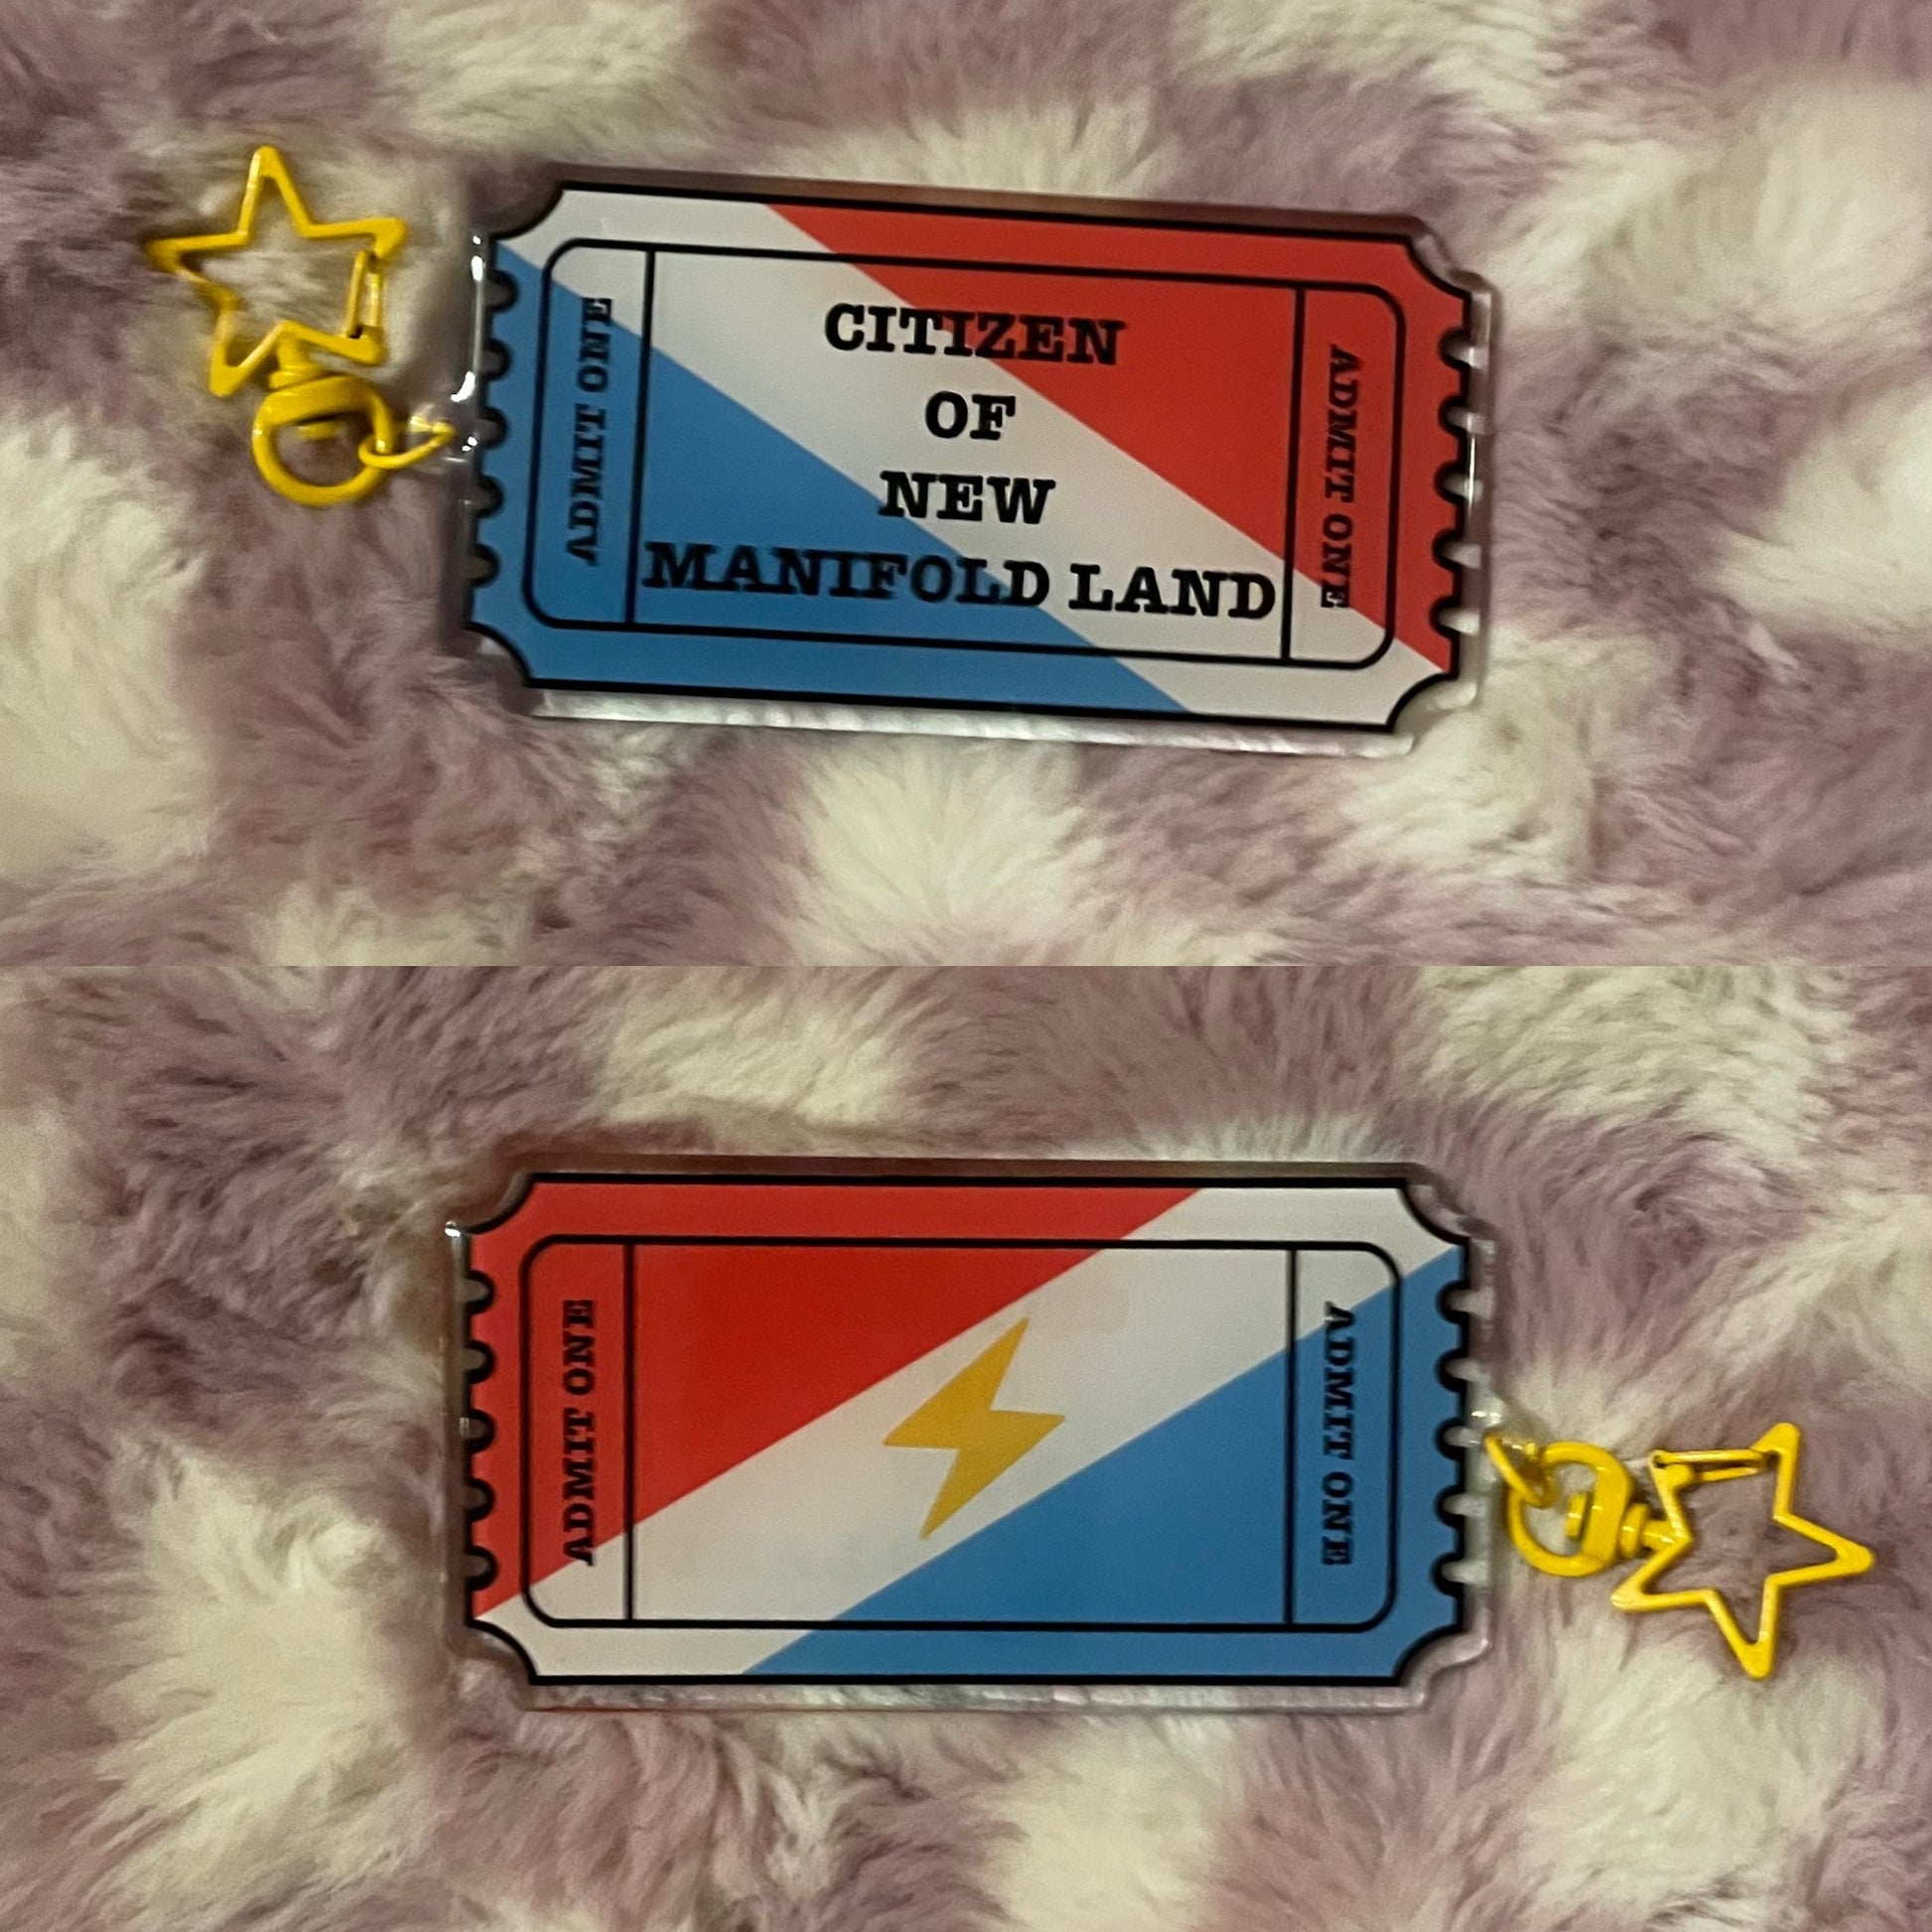 ADMIT ONE
CITIZEN
OF
NEW
MANIFOLD LAND
ADMIT ONE
ADMIT ONE
ADMIT ONE